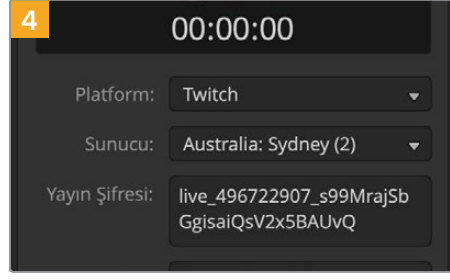 4
00:00:00
Platform: Twitch
Sunucu: Australia: Sydney (2)
Yayın Şifresi: live_496722907_s99MrajSb
GgisaiQsV2x5BAUvQ